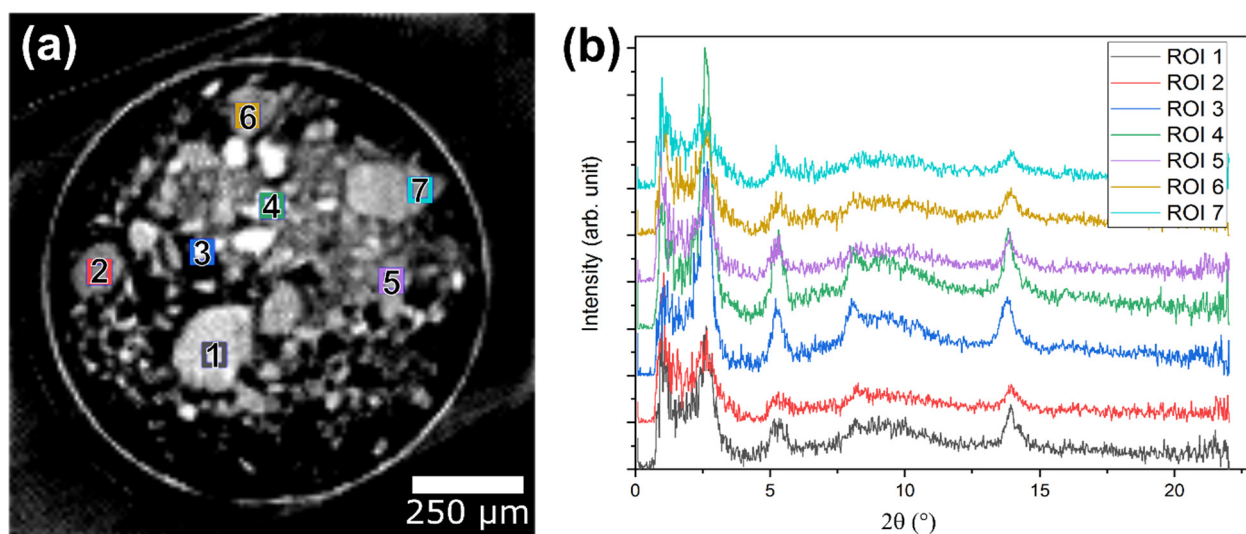 (a)
6
7
4
3
2
5
1
250 μm
(b)
ROI 1
ROI 2
ROI 3
ROI 4
ROI 5
ROI 6
ROI 7
Intensity (arb. unit)
0 5 10 15 20
2θ (°)